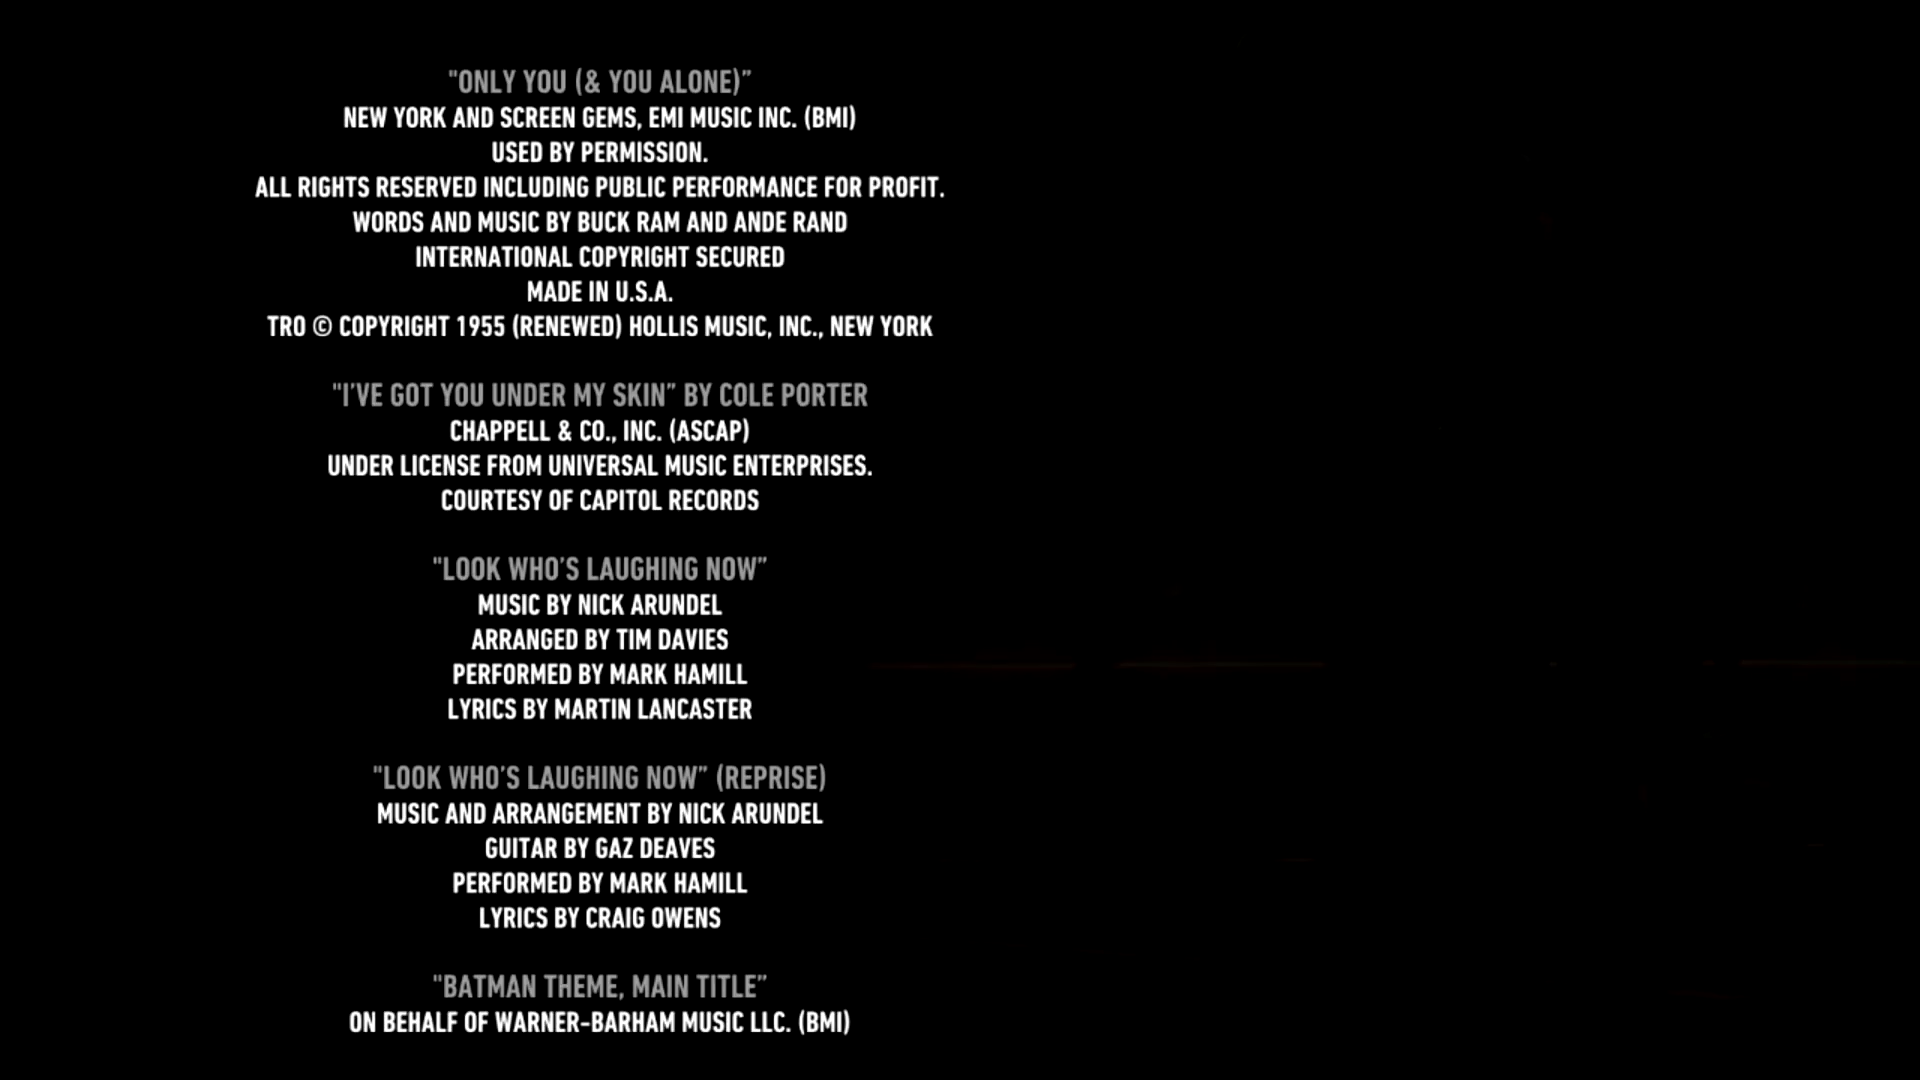 "ONLY YOU (& YOU ALONE)”
NEW YORK AND SCREEN GEMS, EMI MUSIC INC. (BMI)
USED BY PERMISSION.
ALL RIGHTS RESERVED INCLUDING PUBLIC PERFORMANCE FOR PROFIT.
WORDS AND MUSIC BY BUCK RAM AND ANDE RAND
INTERNATIONAL COPYRIGHT SECURED
MADE IN U.S.A.
TRO © COPYRIGHT 1955 (RENEWED) HOLLIS MUSIC, INC., NEW YORK
"I’VE GOT YOU UNDER MY SKIN” BY COLE PORTER
CHAPPELL & CO., INC. (ASCAP)
UNDER LICENSE FROM UNIVERSAL MUSIC ENTERPRISES.
COURTESY OF CAPITOL RECORDS
"LOOK WHO’S LAUGHING NOW”
MUSIC BY NICK ARUNDEL
ARRANGED BY TIM DAVIES
PERFORMED BY MARK HAMILL
LYRICS BY MARTIN LANCASTER
"LOOK WHO’S LAUGHING NOW” (REPRISE)
MUSIC AND ARRANGEMENT BY NICK ARUNDEL
GUITAR BY GAZ DEAVES
PERFORMED BY MARK HAMILL
LYRICS BY CRAIG OWENS
"BATMAN THEME, MAIN TITLE”
ON BEHALF OF WARNER-BARHAM MUSIC LLC. (BMI)